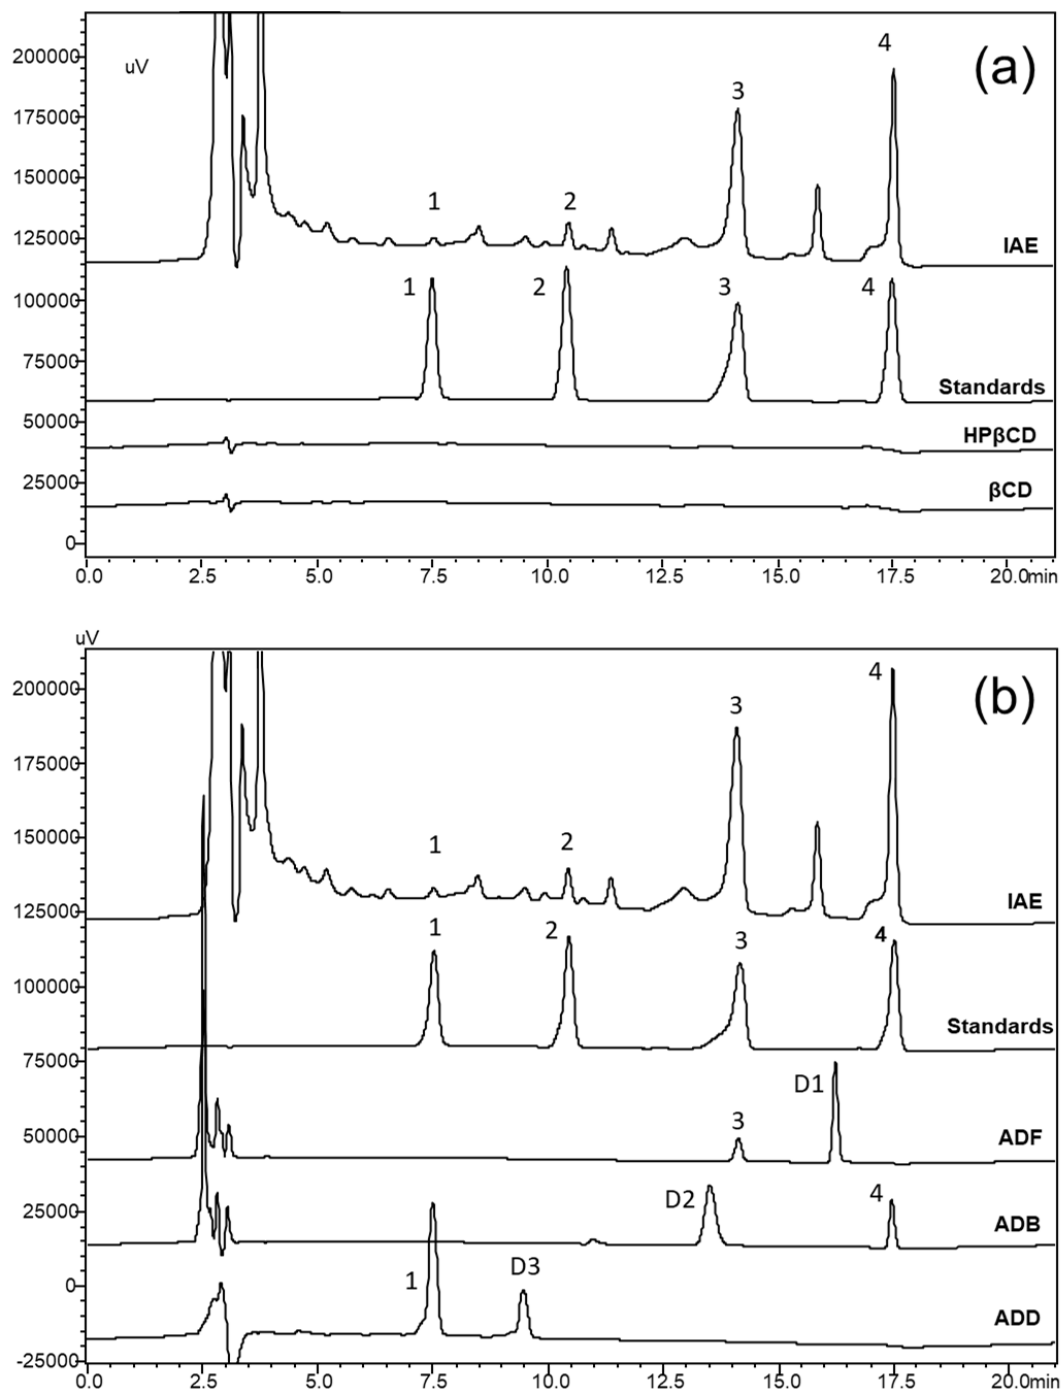 (a)
uV
200000
175000
150000
125000
100000
75000
50000
25000
0
1
2
3
4
IAE
1
2
3
4
Standards
HPβCD
βCD
0.0 2.5 5.0 7.5 10.0 12.5 15.0 17.5 20.0min
uV
(b)
200000
175000
150000
125000
100000
75000
50000
25000
0
-25000
1
2
3
4
IAE
1
2
3
4
Standards
3
D1
ADF
D2
4
ADB
1
D3
ADD
0.0 2.5 5.0 7.5 10.0 12.5 15.0 17.5 20.0min